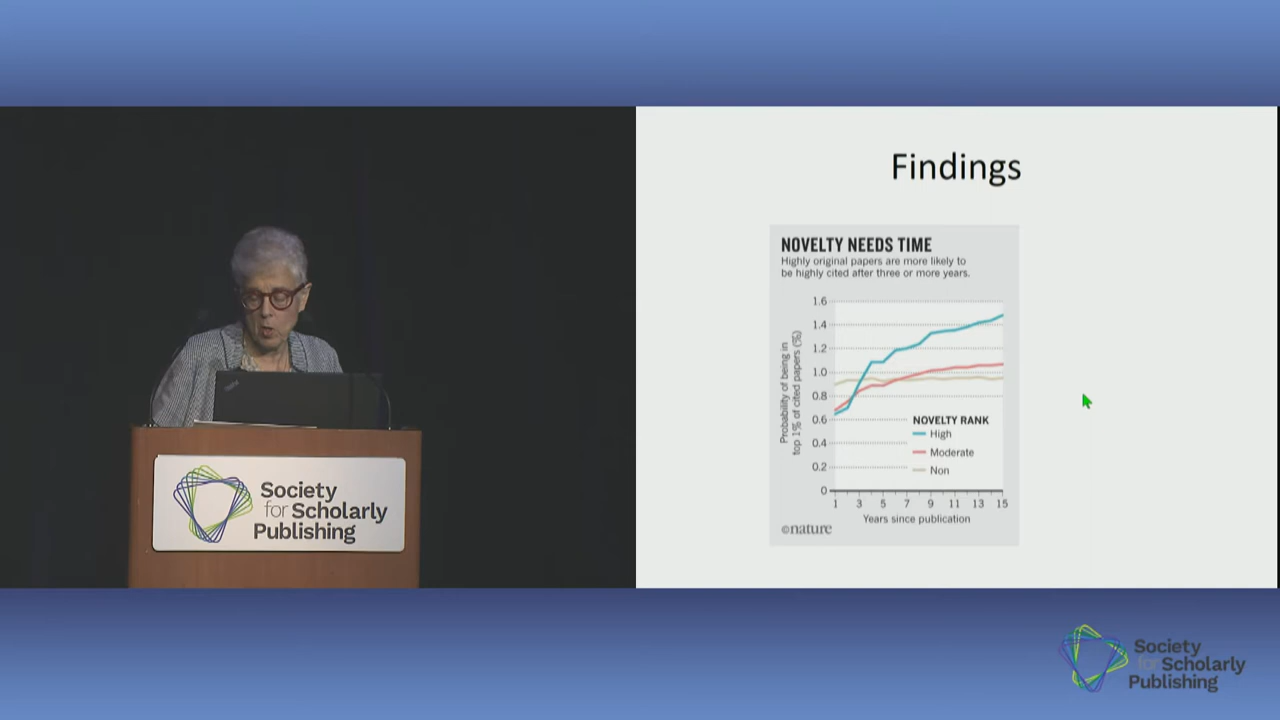 Findings
NOVELTY NEEDS TIME
Highly original papers are more likely to
be highly cited after three or more years.
Probability of being in
top 1% of cited papers (%)
1.6
1.4
1.2
1.0
0.8
0.6
0.4
0.2
0
NOVELTY RANK
High
Moderate
Non
1 3 5 7 9 11 13 15
Years since publication
©nature
Society
for Scholarly
Publishing
Society
for Scholarly
Publishing